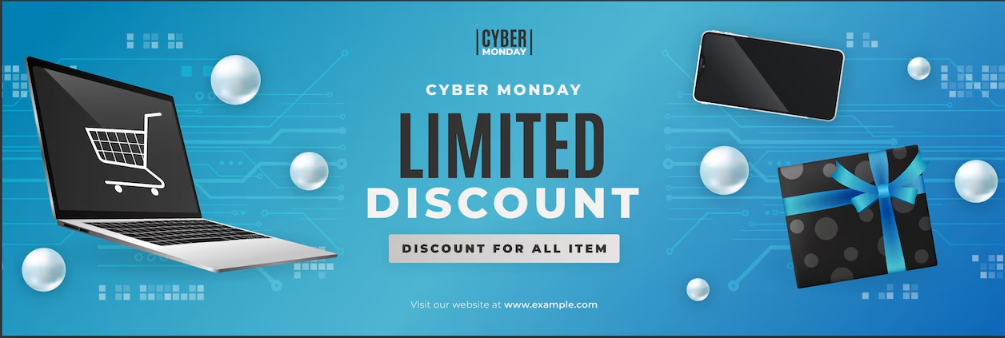 CYBER
MONDAY
CYBER MONDAY
LIMITED
DISCOUNT
DISCOUNT FOR ALL ITEM
Visit our website at www.example.com